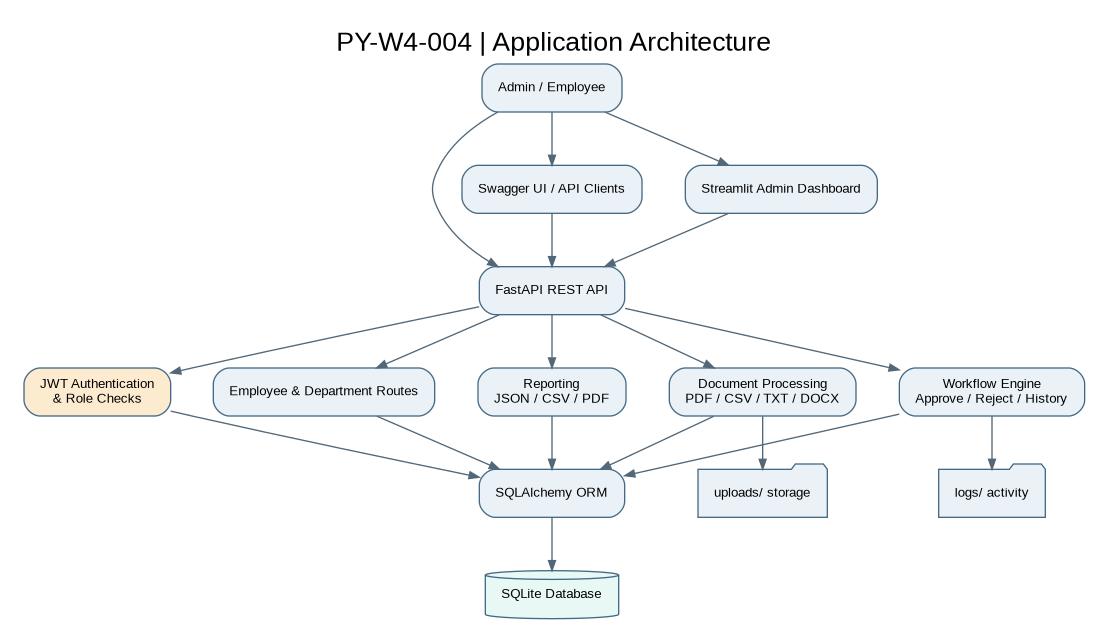 PY-W4-004 | Application Architecture
Admin / Employee
Swagger UI / API Clients
Streamlit Admin Dashboard
FastAPI REST API
JWT Authentication
& Role Checks
Employee & Department Routes
Reporting
JSON / CSV / PDF
Document Processing
PDF / CSV / TXT / DOCX
Workflow Engine
Approve / Reject / History
SQLAlchemy ORM
uploads/ storage
logs/ activity
SQLite Database